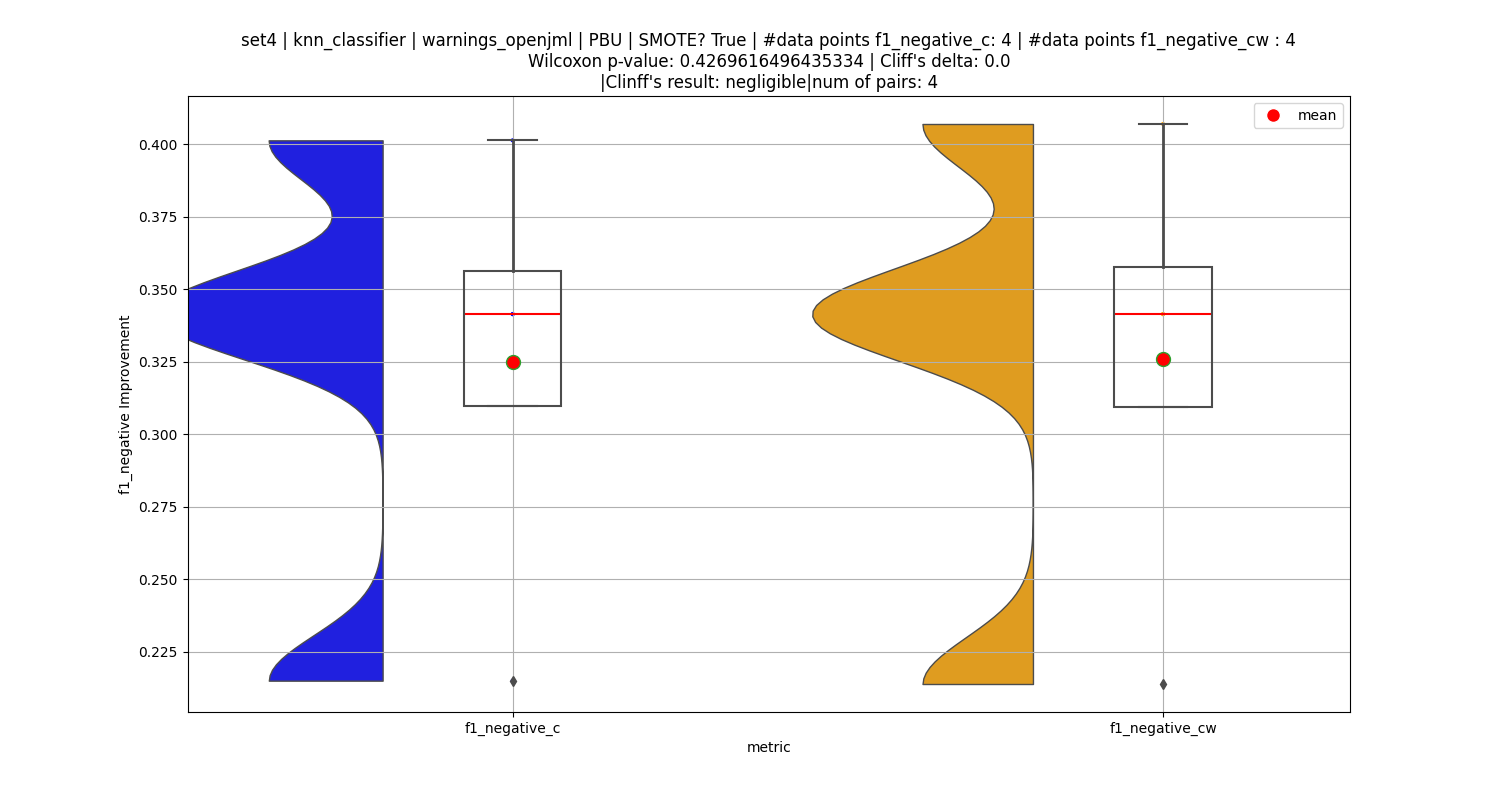 set4 | knn_classifier | warnings_openjml | PBU | SMOTE? True | #data points f1_negative_c: 4 | #data points f1_negative_cw : 4
Wilcoxon p-value: 0.4269616496435334 | Cliff's delta: 0.0
|Clinff's result: negligible|num of pairs: 4
mean
0.400
0.375
0.350
0.325
0.300
0.275
0.250
0.225
f1_negative Improvement
f1_negative_c
f1_negative_cw
metric